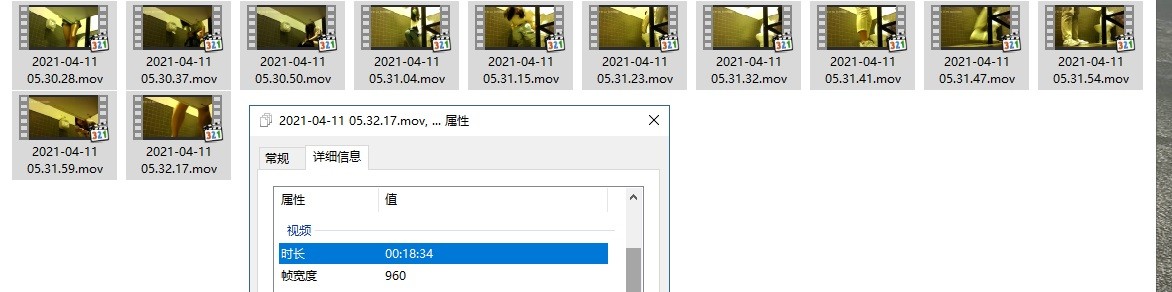 2021-04-11 05.30.28.mov
2021-04-11 05.30.37.mov
2021-04-11 05.30.50.mov
2021-04-11 05.31.04.mov
2021-04-11 05.31.15.mov
2021-04-11 05.31.23.mov
2021-04-11 05.31.32.mov
2021-04-11 05.31.41.mov
2021-04-11 05.31.47.mov
2021-04-11 05.31.54.mov
2021-04-11 05.31.59.mov
2021-04-11 05.32.17.mov
2021-04-11 05.32.17.mov, ... 属性
常规 详细信息
属性 值
视频
时长 00:18:34
帧宽度 960